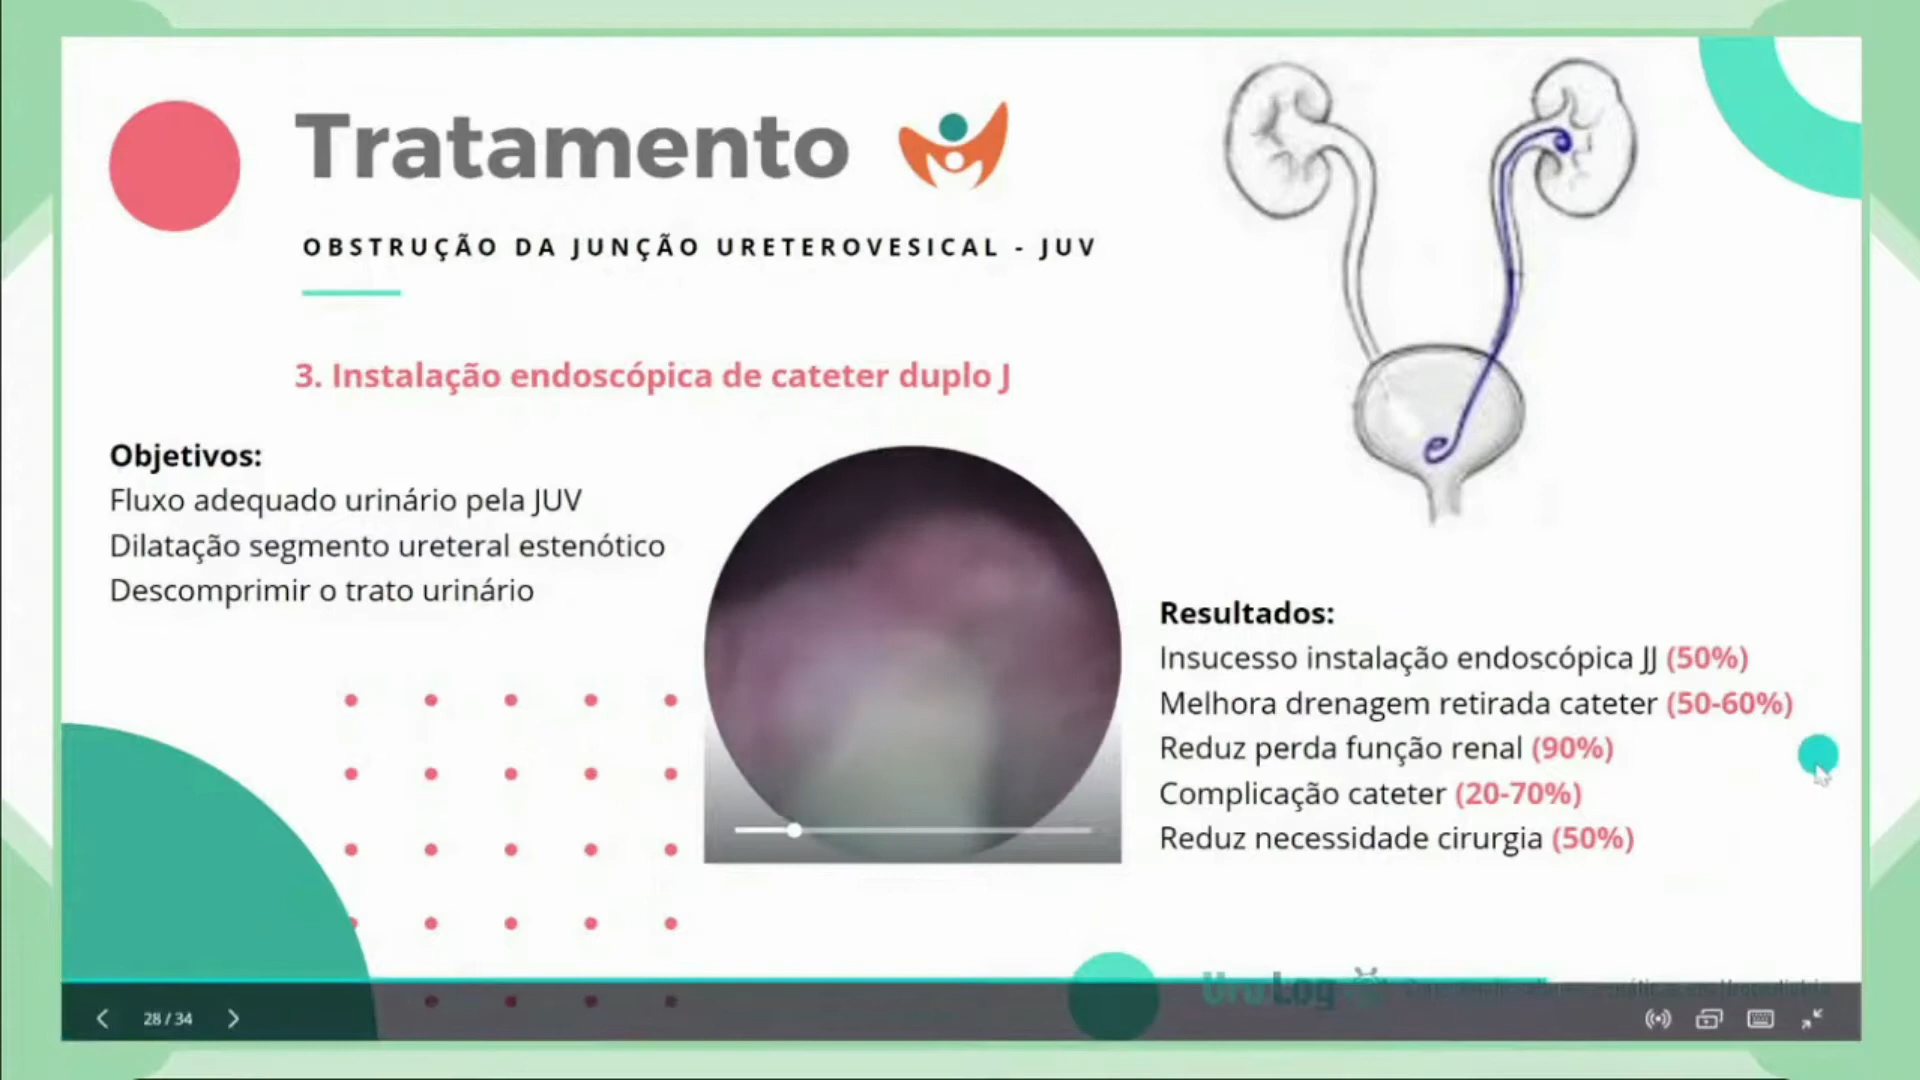 Tratamento
OBSTRUÇÃO DA JUNÇÃO URETEROVESICAL - JUV
3. Instalação endoscópica de cateter duplo J
Objetivos:
Fluxo adequado urinário pela JUV
Dilatação segmento ureteral estenótico
Descomprimir o trato urinário
Resultados:
Insucesso instalação endoscópica JJ (50%)
Melhora drenagem retirada cateter (50-60%)
Reduz perda função renal (90%)
Complicação cateter (20-70%)
Reduz necessidade cirurgia (50%)
28 / 34